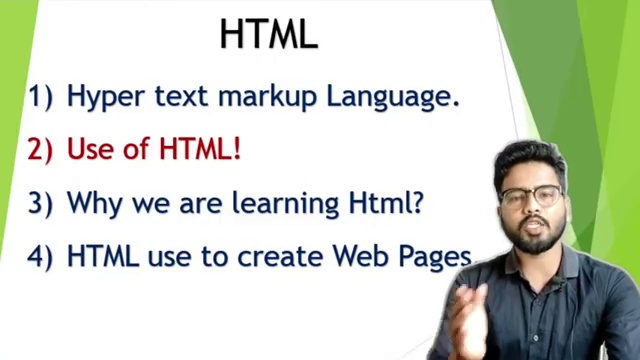 HTML
1) Hyper text markup Language.
2) Use of HTML!
3) Why we are learning Html?
4) HTML use to create Web Pages